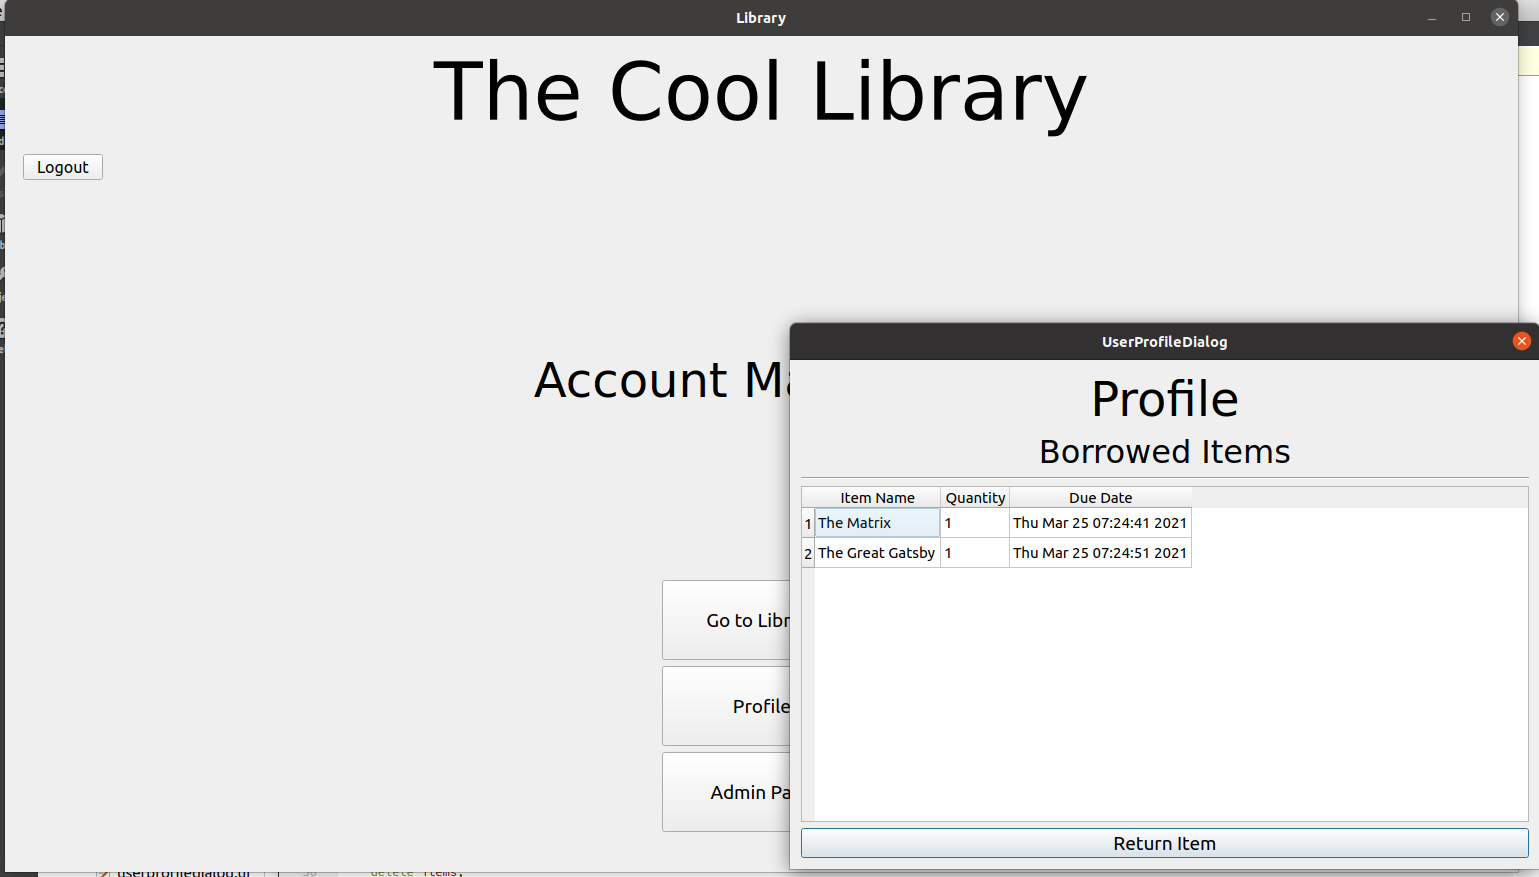 Library
The Cool Library
Logout
Account Ma
Go to Libr
Profile
Admin Pa
UserProfileDialog
Profile
Borrowed Items
Item Name Quantity Due Date
1 The Matrix 1 Thu Mar 25 07:24:41 2021
2 The Great Gatsby 1 Thu Mar 25 07:24:51 2021
Return Item